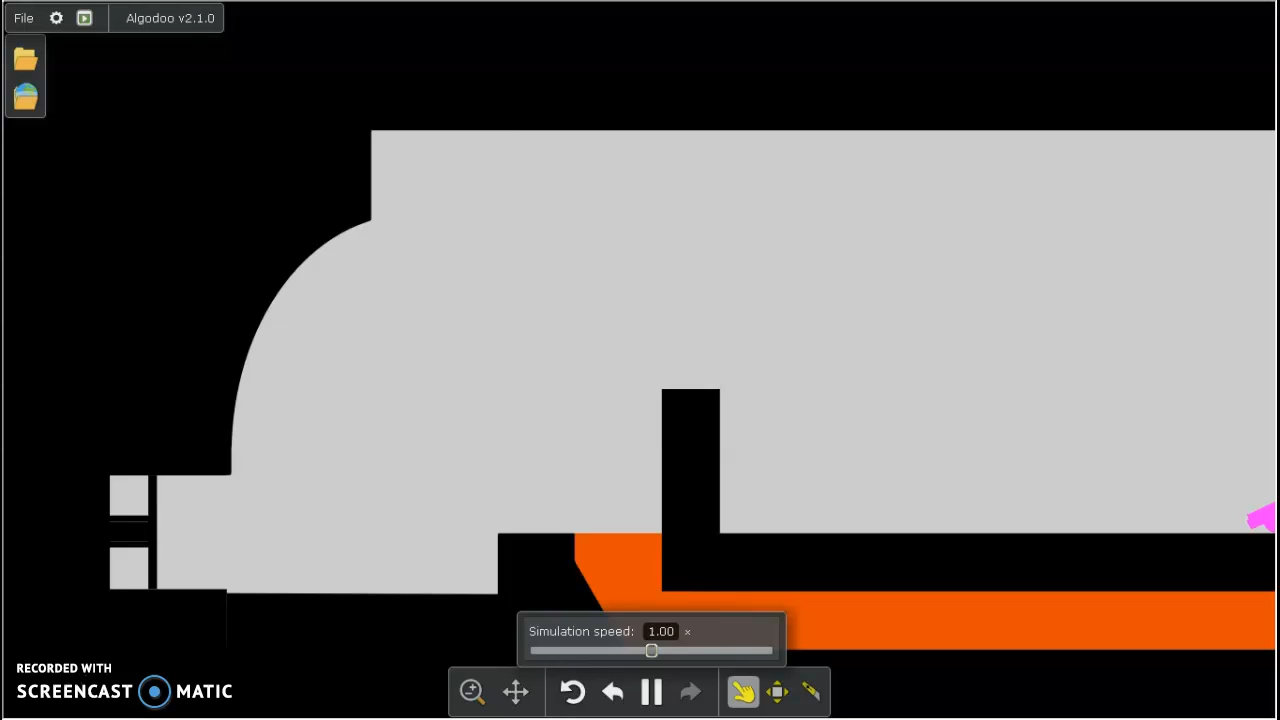 File
Algodoo v2.1.0
Simulation speed: 1.00 ×
RECORDED WITH
SCREENCAST MATIC